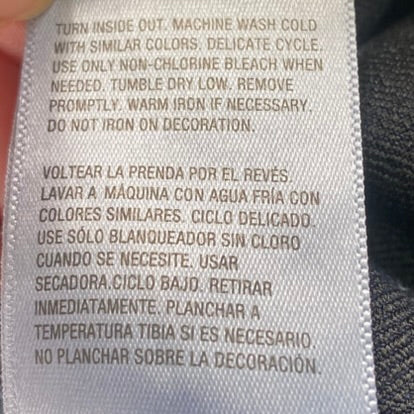 TURN INSIDE OUT. MACHINE WASH COLD
WITH SIMILAR COLORS. DELICATE CYCLE.
USE ONLY NON-CHLORINE BLEACH WHEN
NEEDED. TUMBLE DRY LOW. REMOVE
PROMPTLY. WARM IRON IF NECESSARY.
DO NOT IRON ON DECORATION.
VOLTEAR LA PRENDA POR EL REVÉS.
LAVAR A MÁQUINA CON AGUA FRÍA CON
COLORES SIMILARES. CICLO DELICADO.
USE SÓLO BLANQUEADOR SIN CLORO
CUANDO SE NECESITE. USAR
SECADORA.CICLO BAJO. RETIRAR
INMEDIATAMENTE. PLANCHAR A
TEMPERATURA TIBIA SI ES NECESARIO.
NO PLANCHAR SOBRE LA DECORACIÓN.